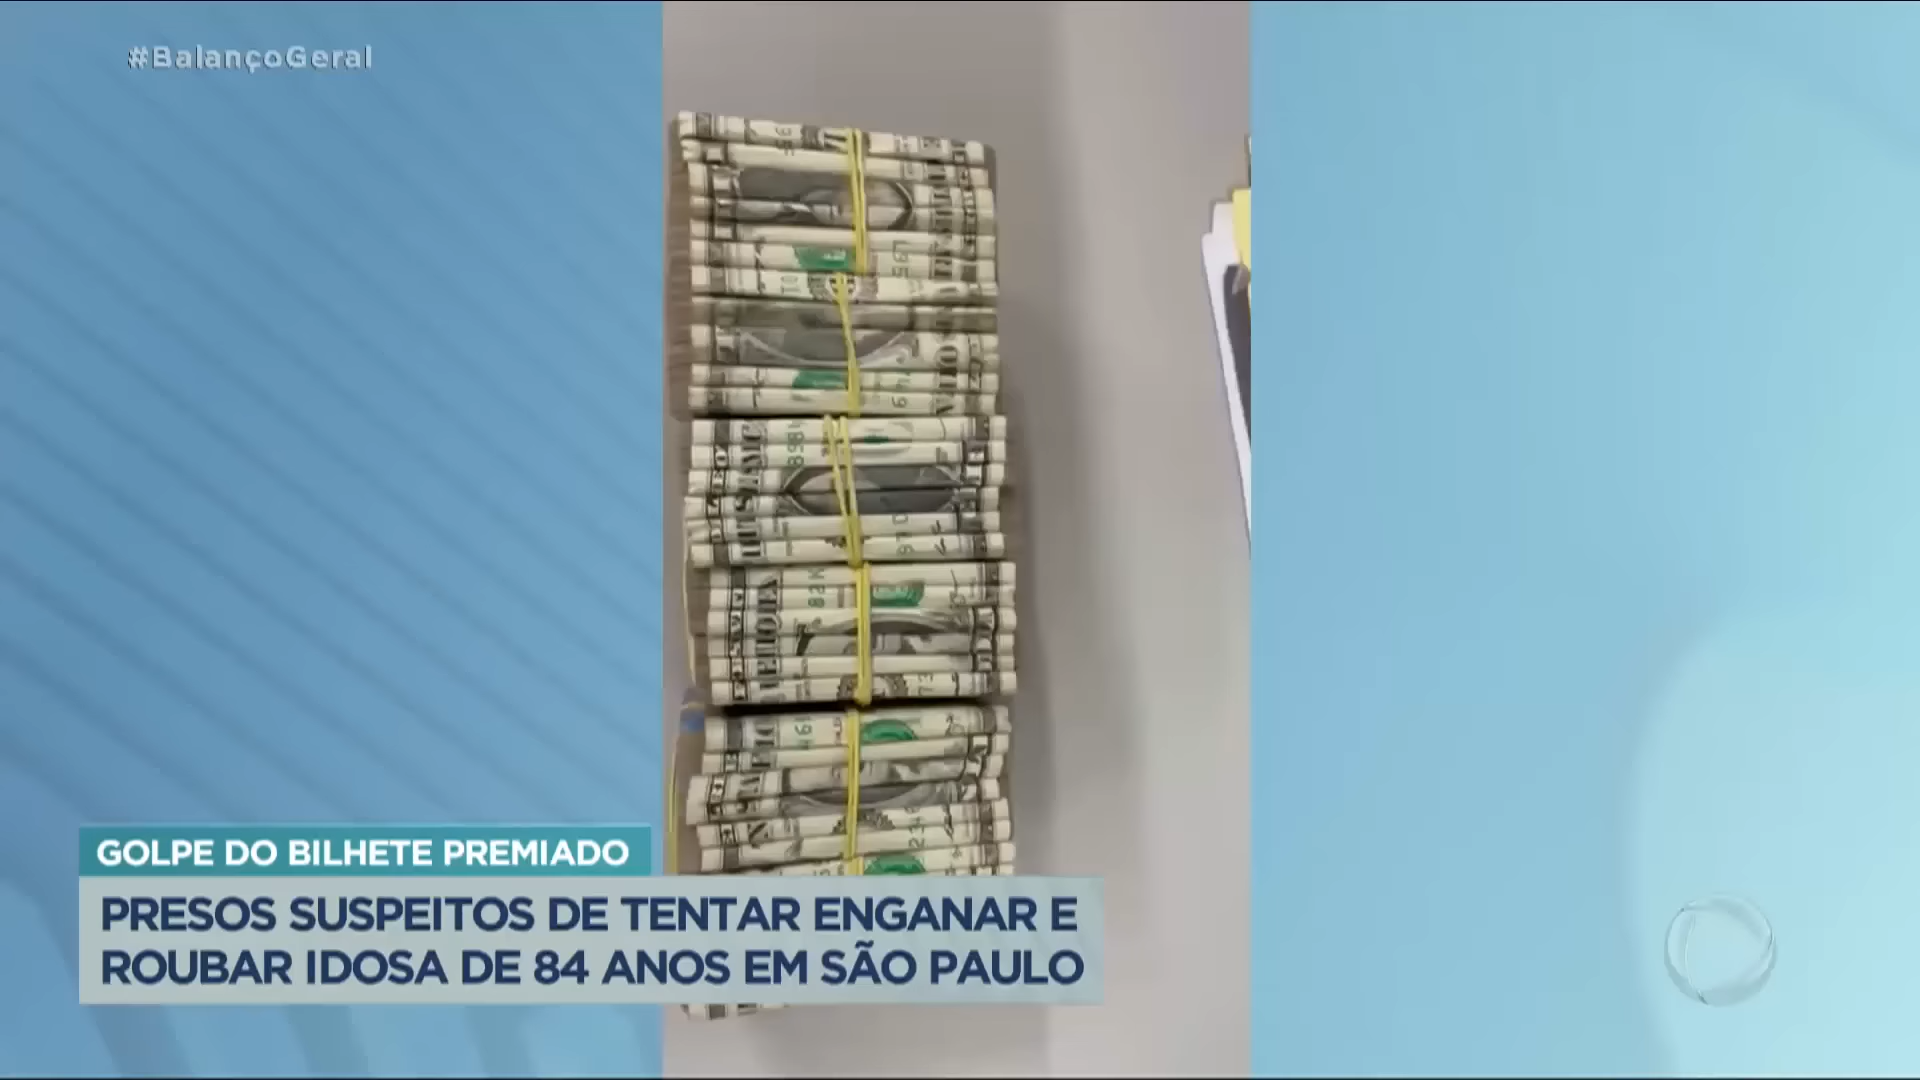 #BalançoGeral
GOLPE DO BILHETE PREMIADO
PRESOS SUSPEITOS DE TENTAR ENGANAR E
ROUBAR IDOSA DE 84 ANOS EM SÃO PAULO